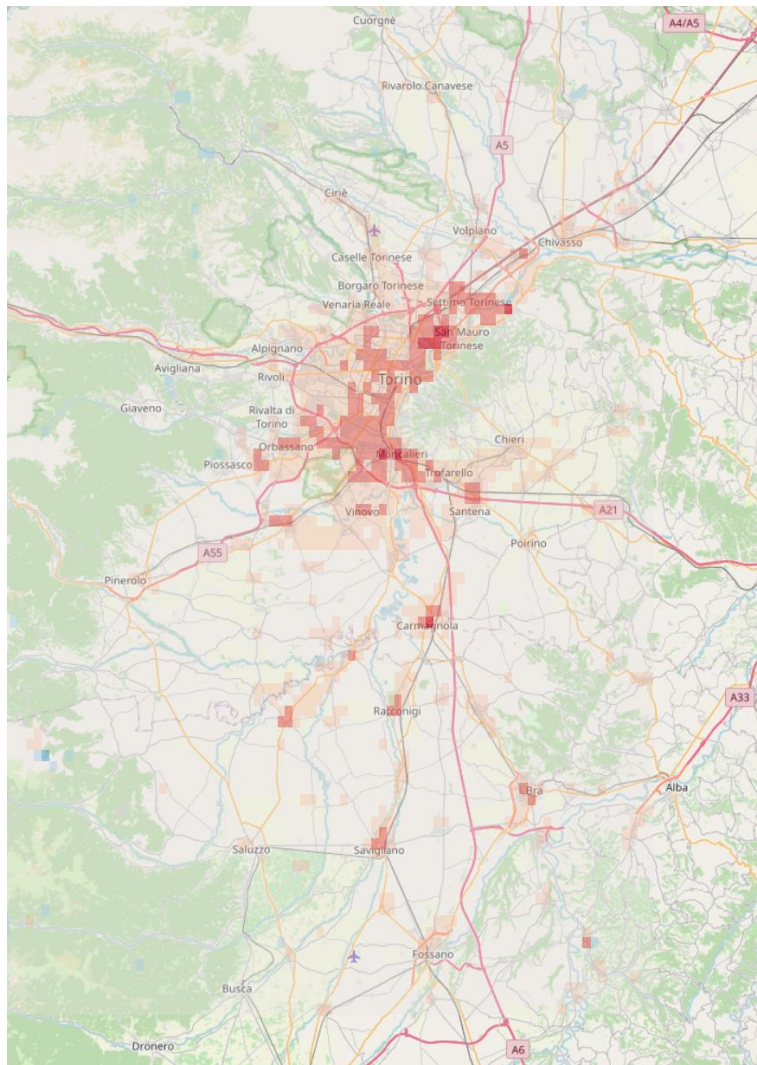 Cuorgnè
A4/A5
Rivarolo Canavese
A5
Ciriè
Volpiano
Chivasso
Caselle Torinese
Borgaro Torinese
Venaria Reale
Settimo Torinese
San Mauro
Torinese
Alpignano
Avigliana
Rivoli
Torino
Giaveno
Rivalta di
Torino
Orbassano
Chieri
Moncalieri
Piossasco
Trofarello
Vinovo
Santena
A21
Poirino
A55
Pinerolo
Carmagnola
A33
Racconigi
Bra
Alba
Saluzzo
Savigliano
Fossano
Busca
Dronero
A6